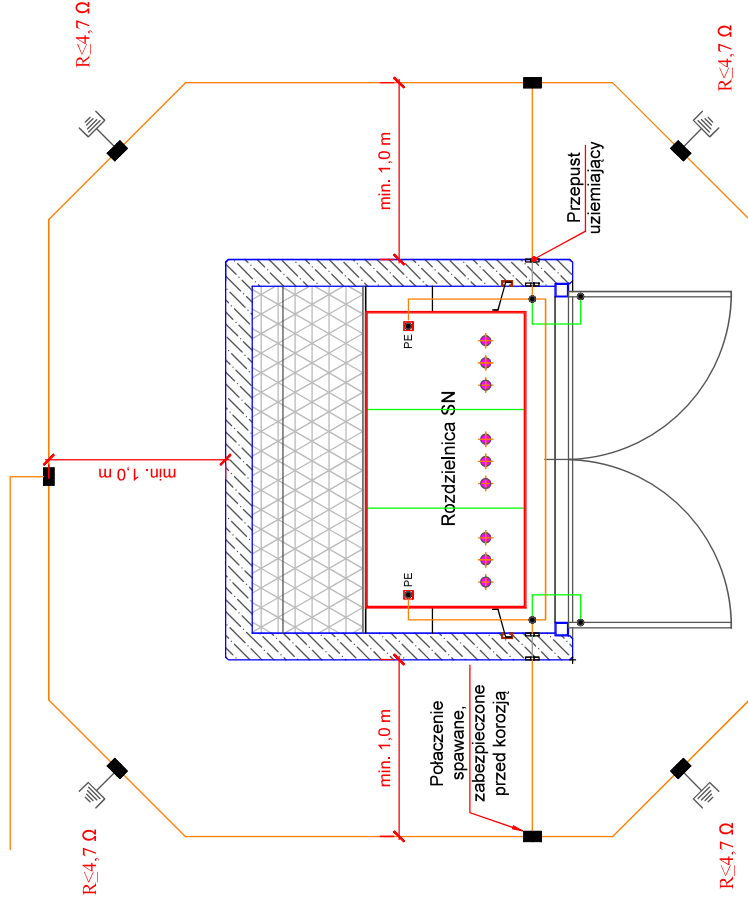 R≤4,7 Ω
R≤4,7 Ω
min. 1,0 m
Przepust
uziemiający
min. 1,0 m
PE
Rozdzielnica SN
PE
min. 1,0 m
Połaczenie
spawane,
zabezpieczone
przed korozją
R≤4,7 Ω
R≤4,7 Ω